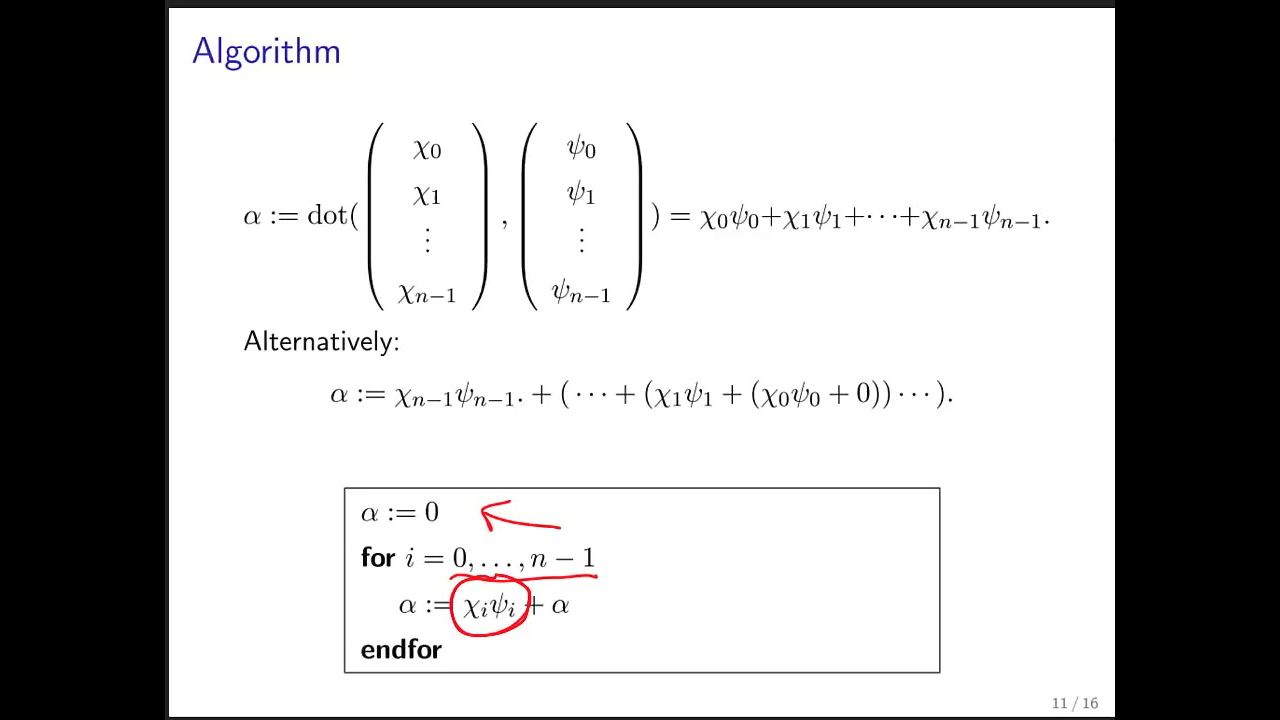 Algorithm
α := dot( ( χ₀ χ₁ ⋮ χₙ₋₁ ) , ( ψ₀ ψ₁ ⋮ ψₙ₋₁ ) ) = χ₀ψ₀+χ₁ψ₁+···+χₙ₋₁ψₙ₋₁.
Alternatively:
α := χₙ₋₁ψₙ₋₁. + ( ··· + (χ₁ψ₁ + (χ₀ψ₀ + 0)) ··· ).
α := 0
for i = 0, . . . , n − 1
α := χᵢψᵢ + α
endfor
11 / 16